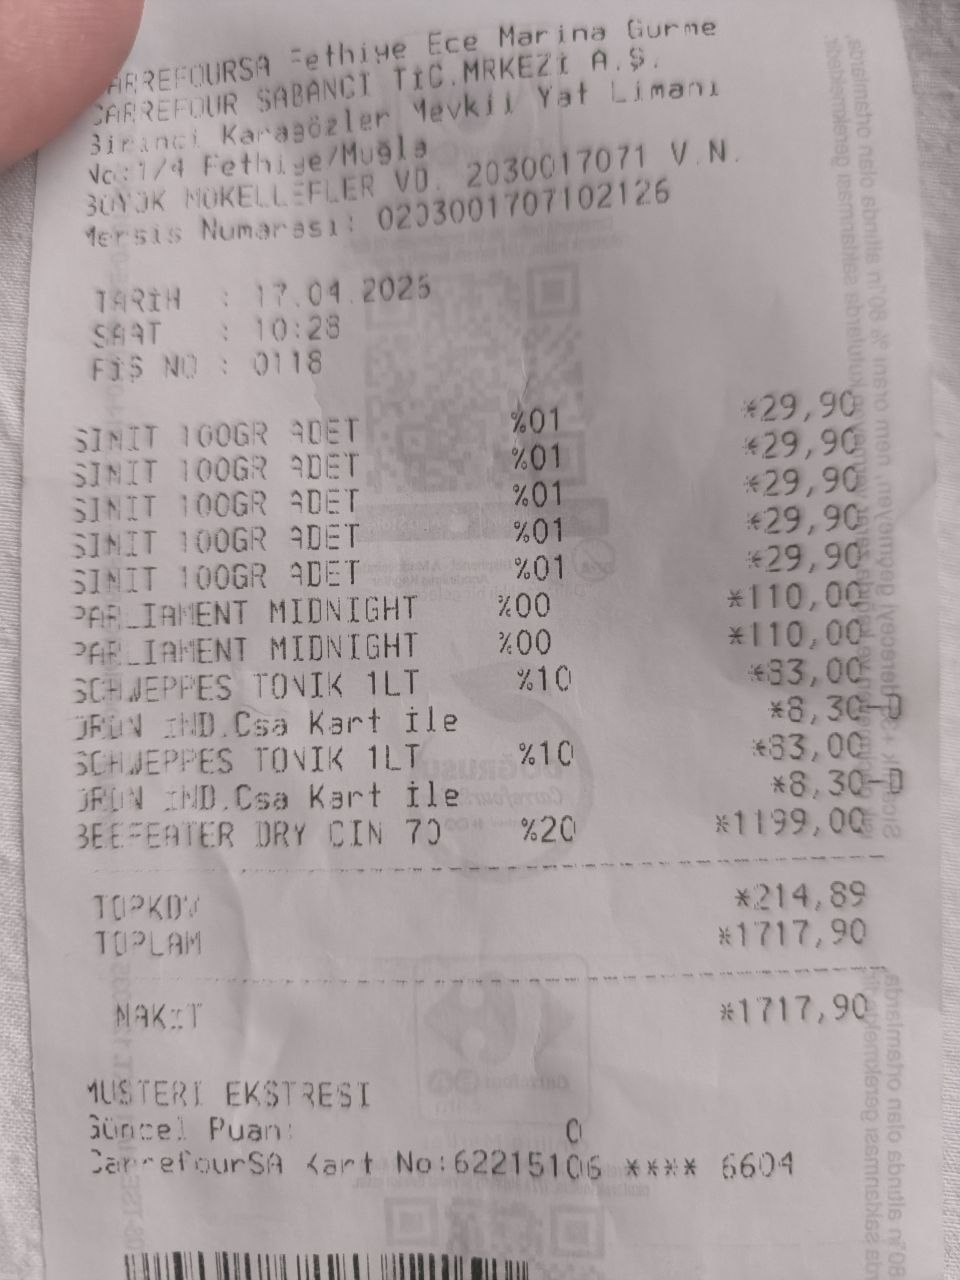 CARREFOURSA Fethiye Ece Marina Gurme
CARREFOUR SABANCI TİC.MRKEZİ A.Ş.
Birinci Karagözler Mevkii Yat Limanı
No:1/4 Fethiye/Muğla
BÜYÜK MÜKELLEFLER VD. 2030017071 V.N.
Mersis Numarası: 0203001707102126
TARİH : 17.04.2025
SAAT : 10:28
FİŞ NO : 0118
SIMIT 100GR ADET %01 *29,90
SIMIT 100GR ADET %01 *29,90
SIMIT 100GR ADET %01 *29,90
SIMIT 100GR ADET %01 *29,90
SIMIT 100GR ADET %01 *29,90
PARLIAMENT MIDNIGHT %00 *110,00
PARLIAMENT MIDNIGHT %00 *110,00
SCHWEPPES TONIK 1LT %10 *83,00
ÜRÜN İND.Csa Kart İle *8,30-D
SCHWEPPES TONIK 1LT %10 *83,00
ÜRÜN İND.Csa Kart İle *8,30-D
BEEFEATER DRY CIN 70 %20 *1199,00
TOPKDV *214,89
TOPLAM *1717,90
NAKİT *1717,90
MUSTERI EKSTRESI
Güncel Puan: 0
CarrefourSA Kart No:62215106 **** 6604